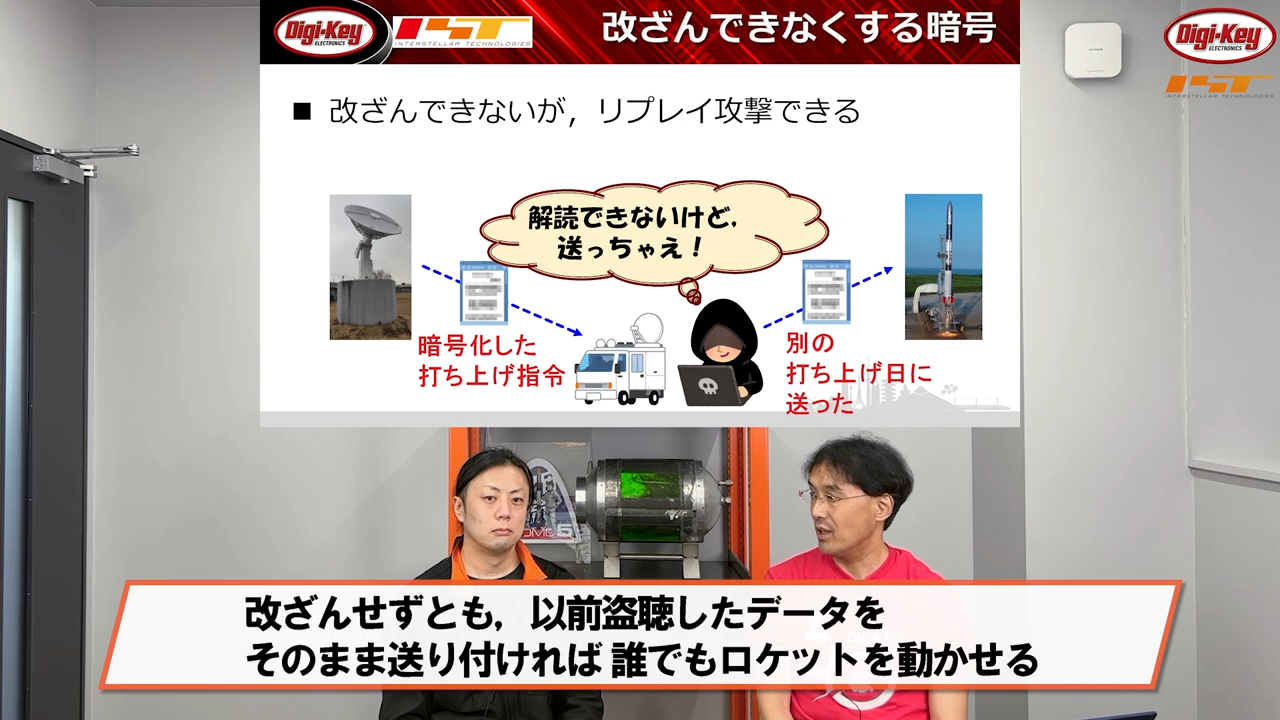 Digi-Key
ELECTRONICS
IST
INTERSTELLAR TECHNOLOGIES
改ざんできなくする暗号
Digi-Key
ELECTRONICS
IST
INTERSTELLAR TECHNOLOGIES
■ 改ざんできないが，リプレイ攻撃できる
解読できないけど，
送っちゃえ！
暗号化した
打ち上げ指令
別の
打ち上げ日に
送った
改ざんせずとも，以前盗聴したデータを
そのまま送り付ければ 誰でもロケットを動かせる